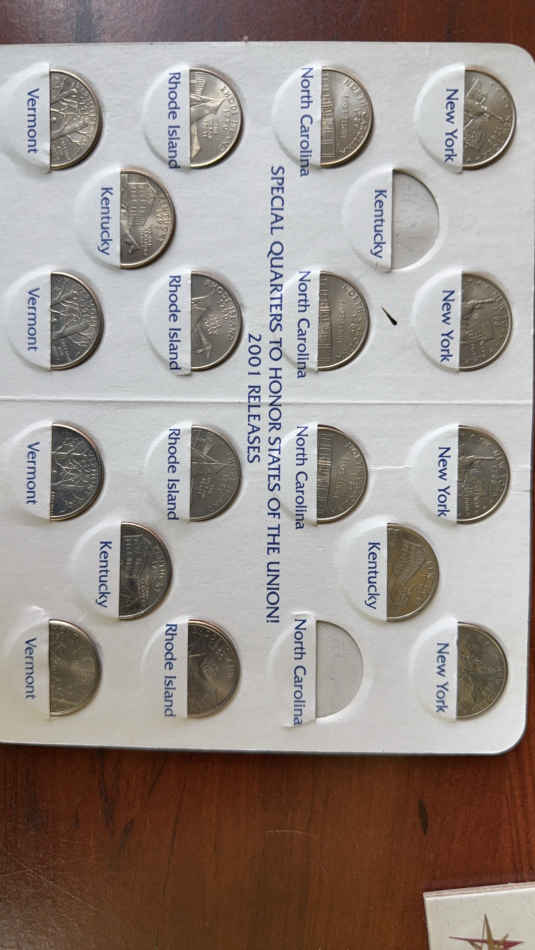 New York
New York
New York
New York
Kentucky
Kentucky
North Carolina
North Carolina
North Carolina
North Carolina
SPECIAL QUARTERS TO HONOR STATES OF THE UNION!
2001 RELEASES
Rhode Island
Rhode Island
Rhode Island
Rhode Island
Kentucky
Kentucky
Vermont
Vermont
Vermont
Vermont